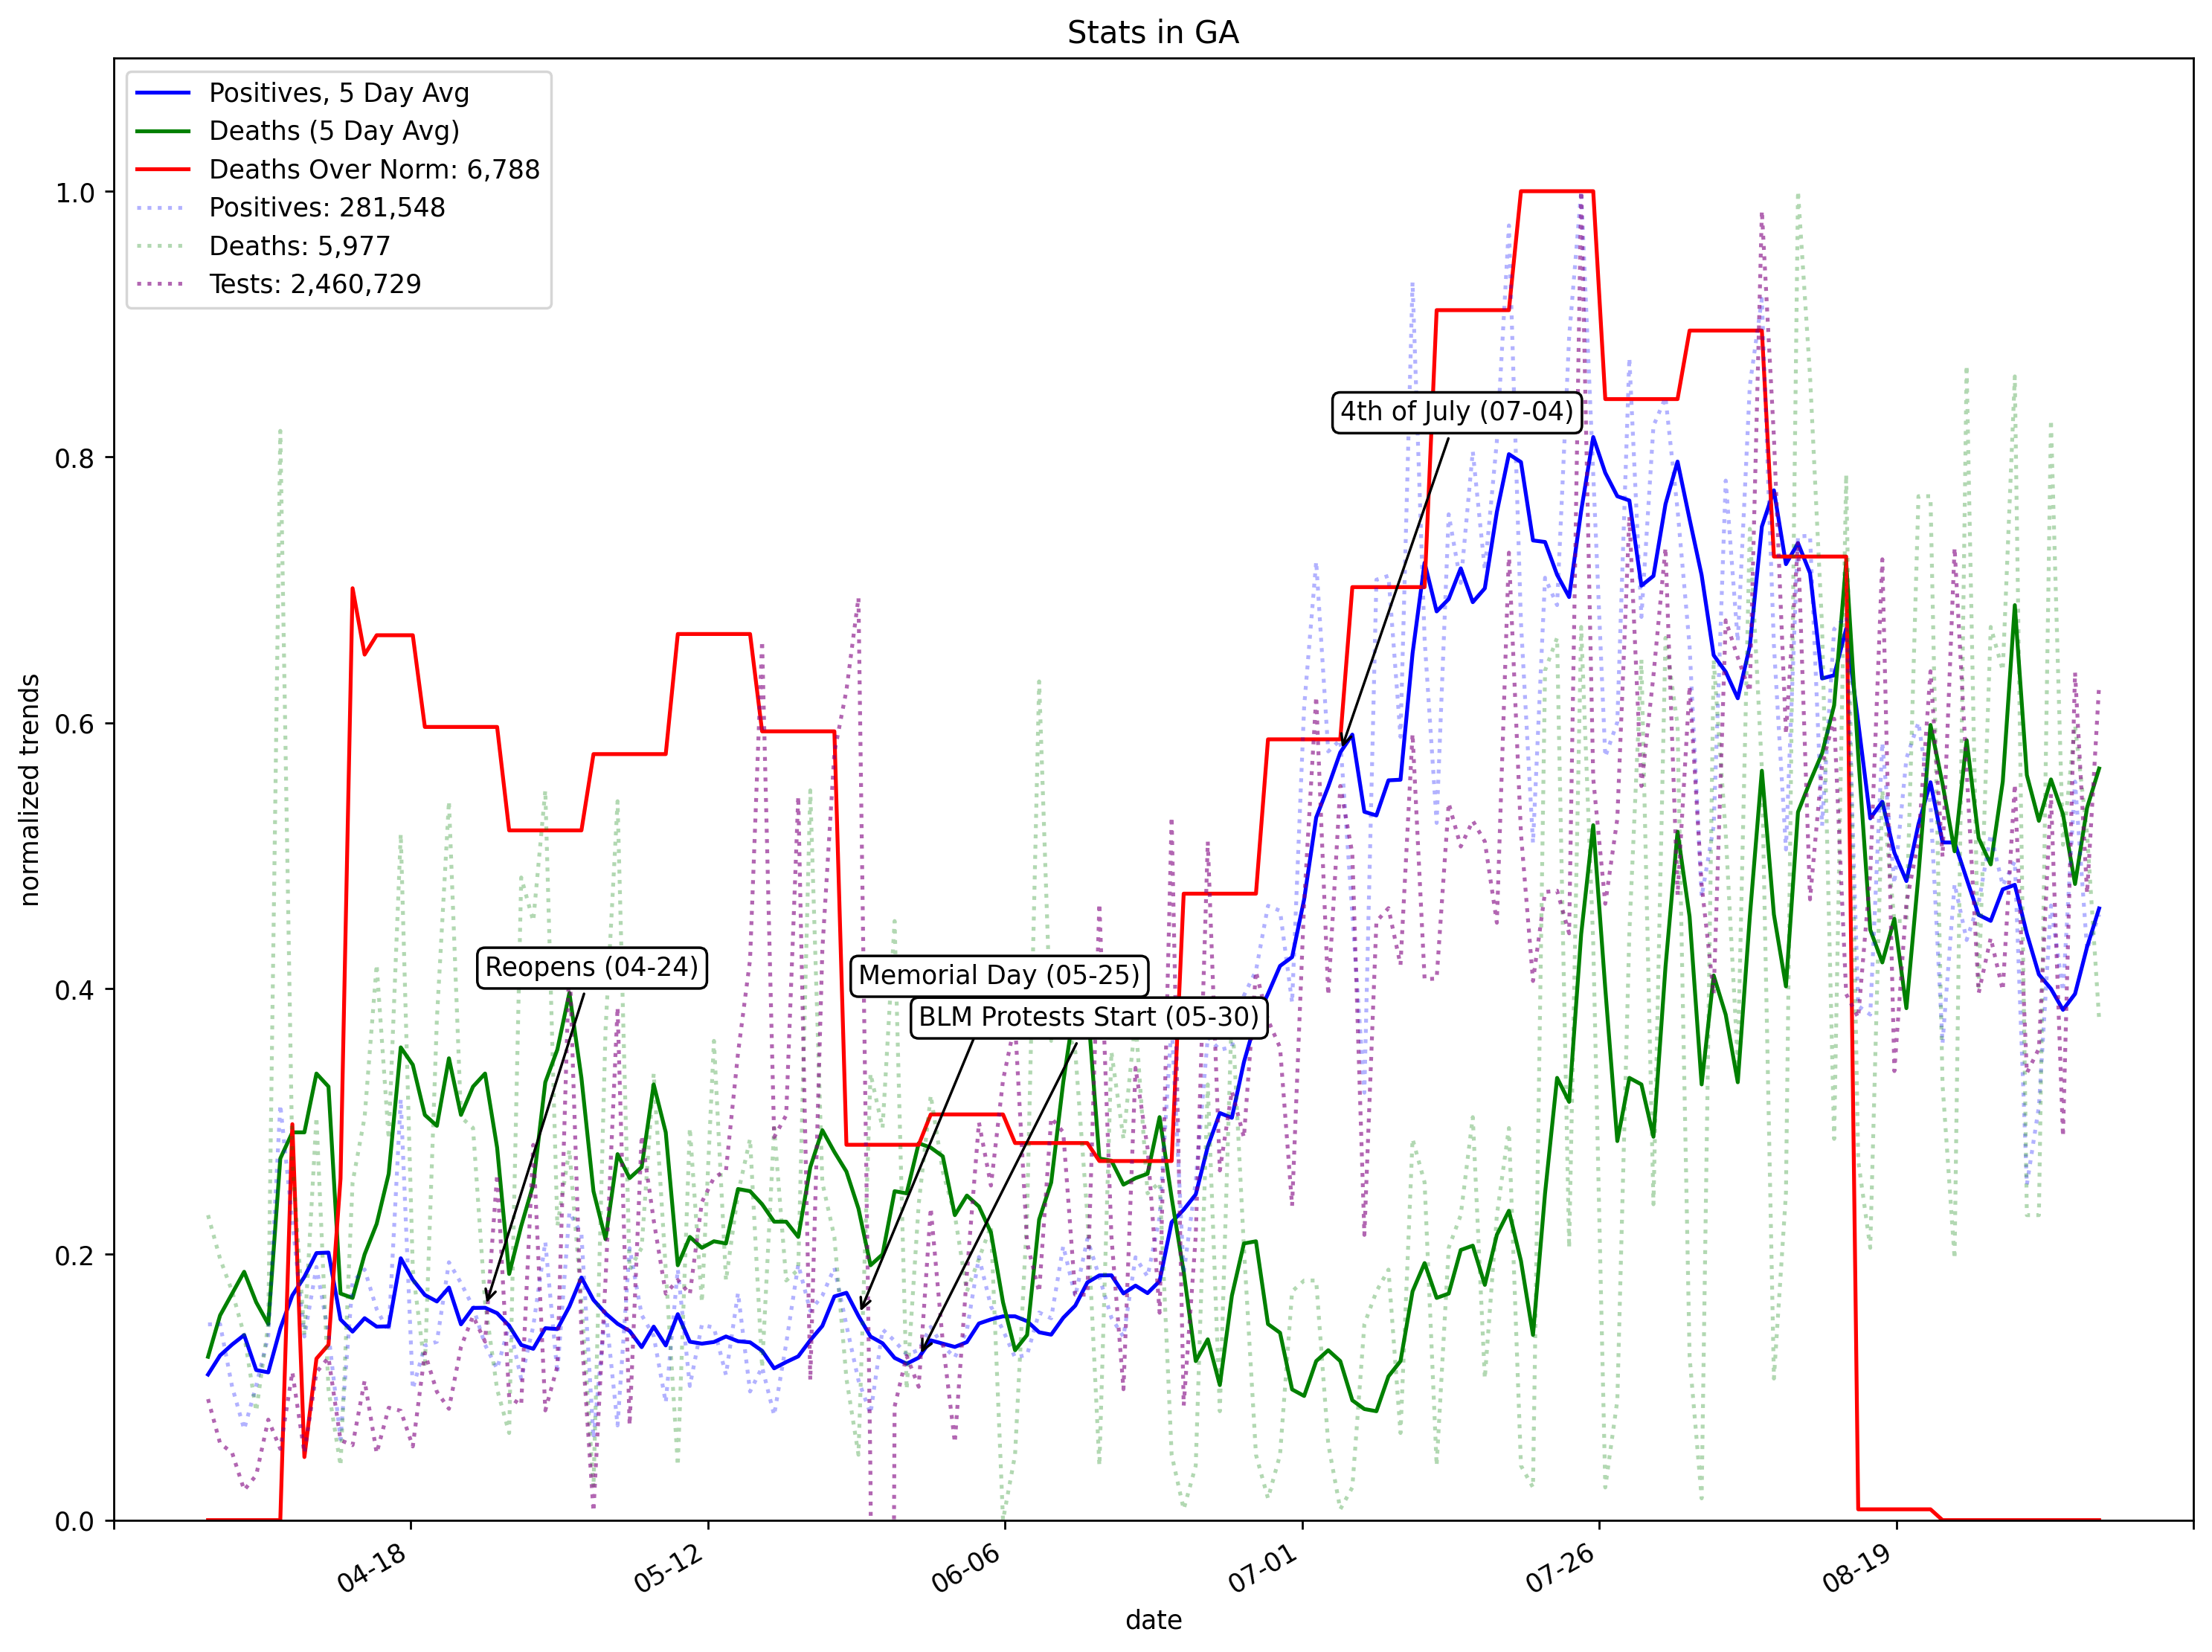 Stats in GA
Positives, 5 Day Avg
Deaths (5 Day Avg)
Deaths Over Norm: 6,788
Positives: 281,548
Deaths: 5,977
Tests: 2,460,729
1.0
0.8
0.6
0.4
0.2
0.0
normalized trends
4th of July (07-04)
Reopens (04-24)
Memorial Day (05-25)
BLM Protests Start (05-30)
04-18
05-12
06-06
07-01
07-26
08-19
date